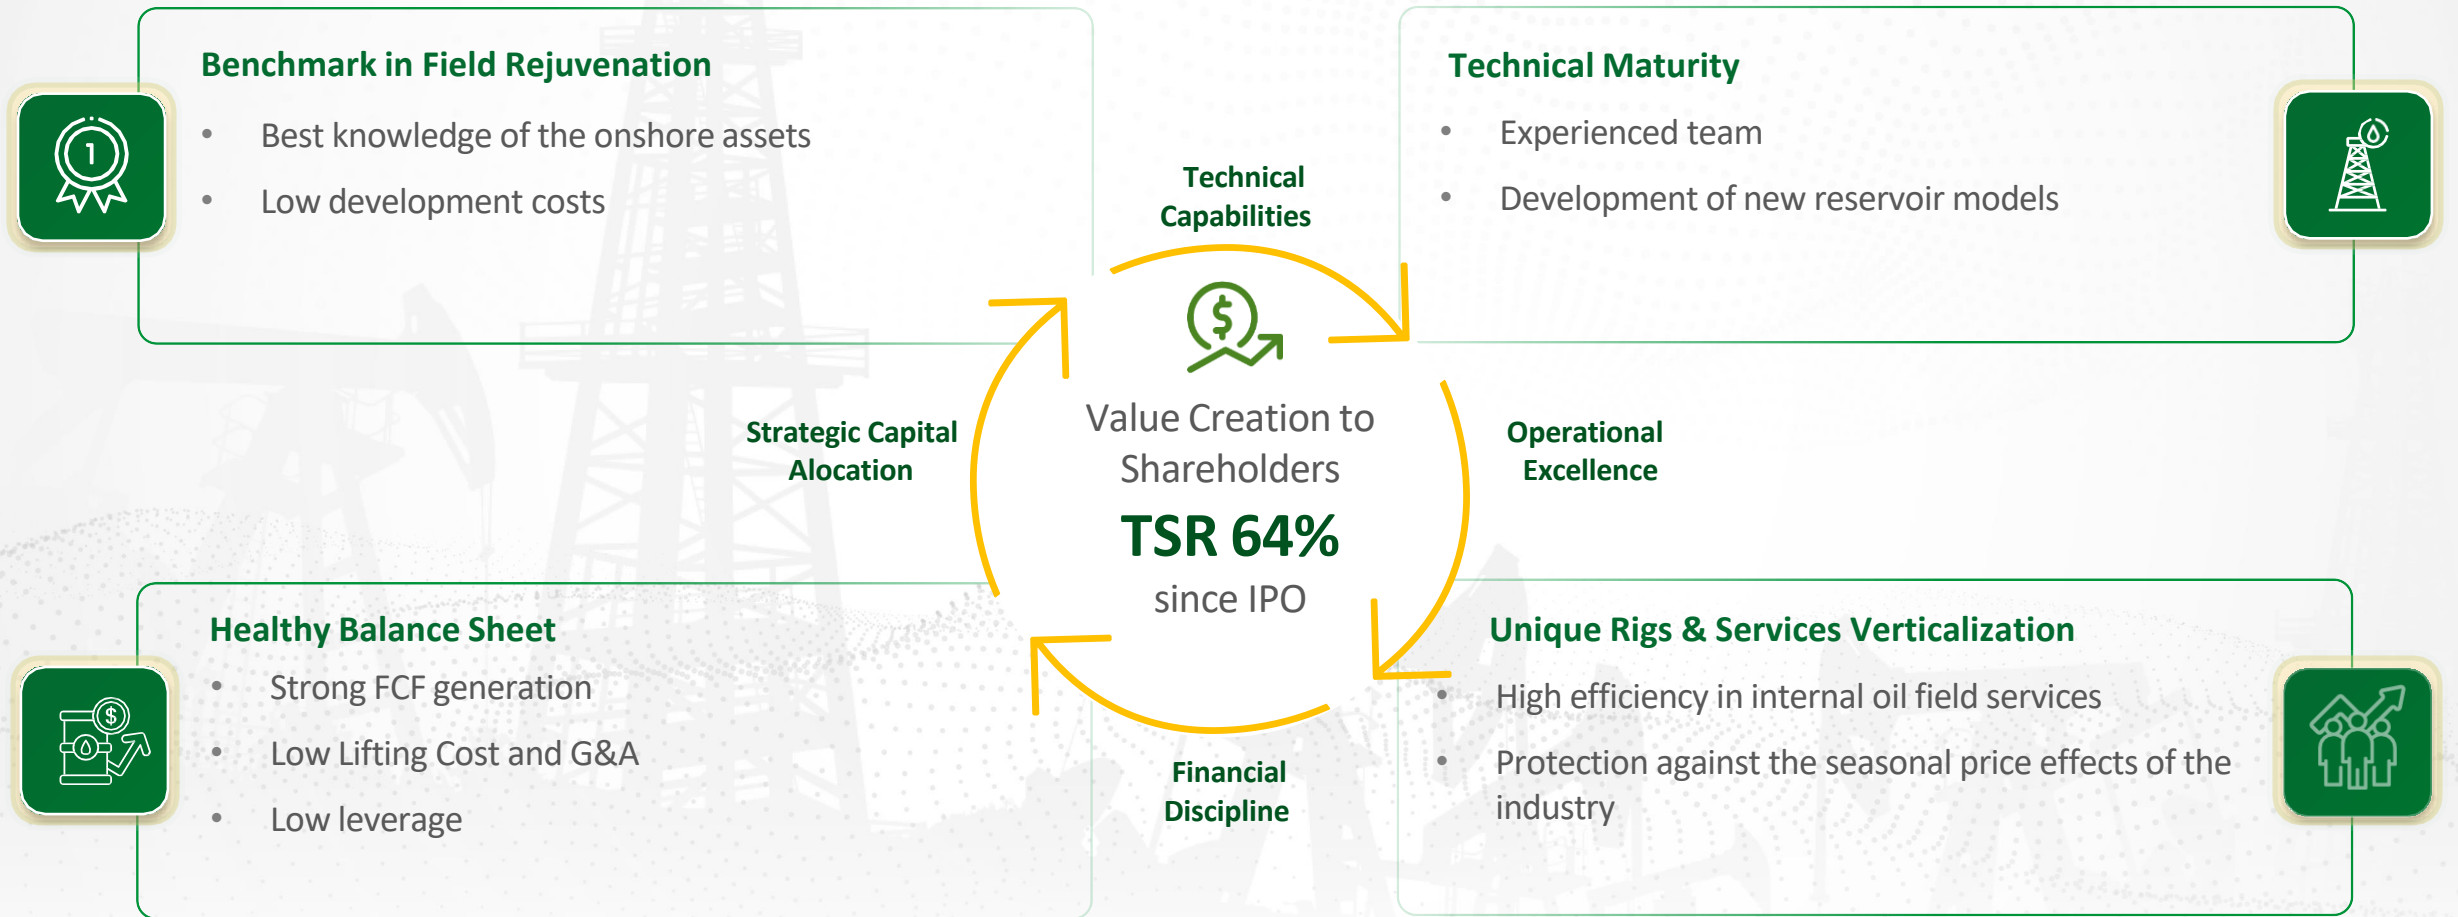 Benchmark in Field Rejuvenation
1
• Best knowledge of the onshore assets
• Low development costs
Technical Maturity
• Experienced team
• Development of new reservoir models
Technical
Capabilities
Strategic Capital
Alocation
$
Value Creation to
Shareholders
TSR 64%
since IPO
Operational
Excellence
Healthy Balance Sheet
$
• Strong FCF generation
• Low Lifting Cost and G&A
• Low leverage
Financial
Discipline
Unique Rigs & Services Verticalization
• High efficiency in internal oil field services
• Protection against the seasonal price effects of the
industry